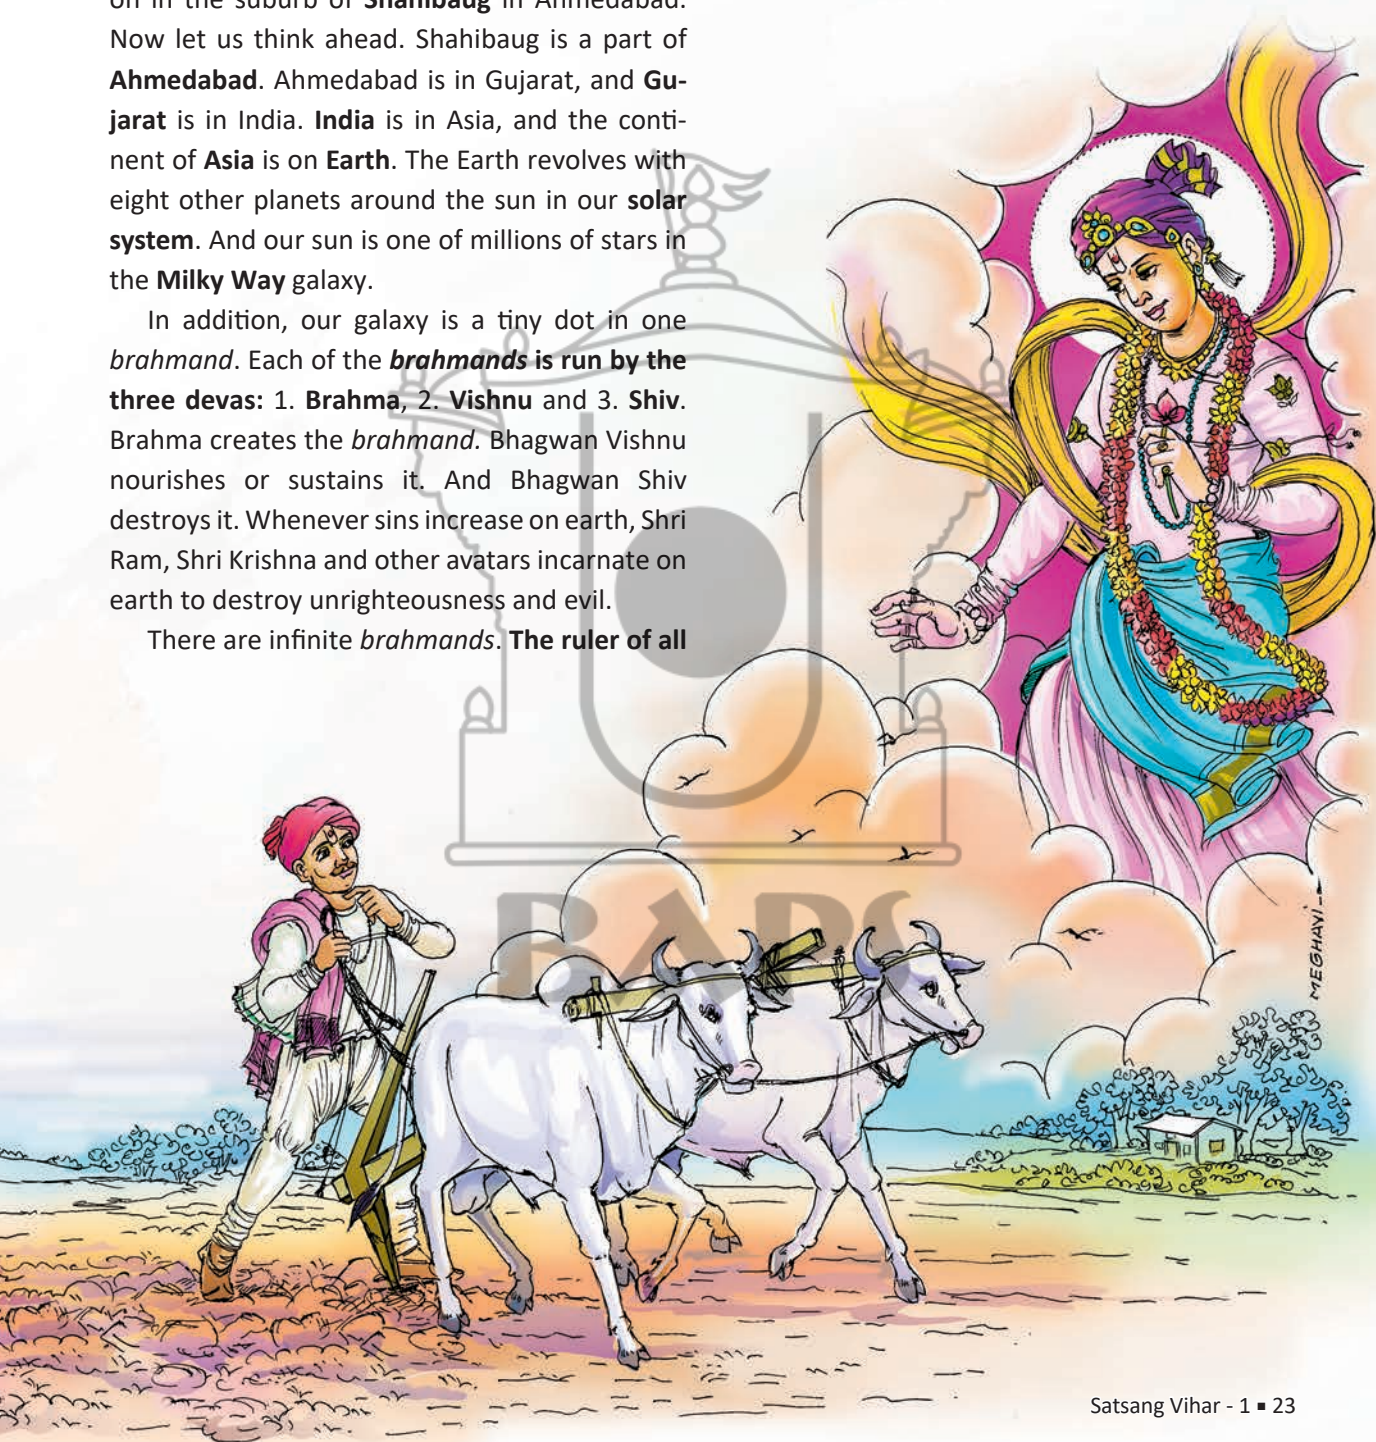 on in the suburb of Shahibaug in Ahmedabad.
Now let us think ahead. Shahibaug is a part of
Ahmedabad. Ahmedabad is in Gujarat, and Gu-
jarat is in India. India is in Asia, and the conti-
nent of Asia is on Earth. The Earth revolves with
eight other planets around the sun in our solar
system. And our sun is one of millions of stars in
the Milky Way galaxy.
In addition, our galaxy is a tiny dot in one
brahmand. Each of the brahmands is run by the
three devas: 1. Brahma, 2. Vishnu and 3. Shiv.
Brahma creates the brahmand. Bhagwan Vishnu
nourishes or sustains it. And Bhagwan Shiv
destroys it. Whenever sins increase on earth, Shri
Ram, Shri Krishna and other avatars incarnate on
earth to destroy unrighteousness and evil.
There are infinite brahmands. The ruler of all
BAPS
MEGHAVI
Satsang Vihar - 1 ▪ 23